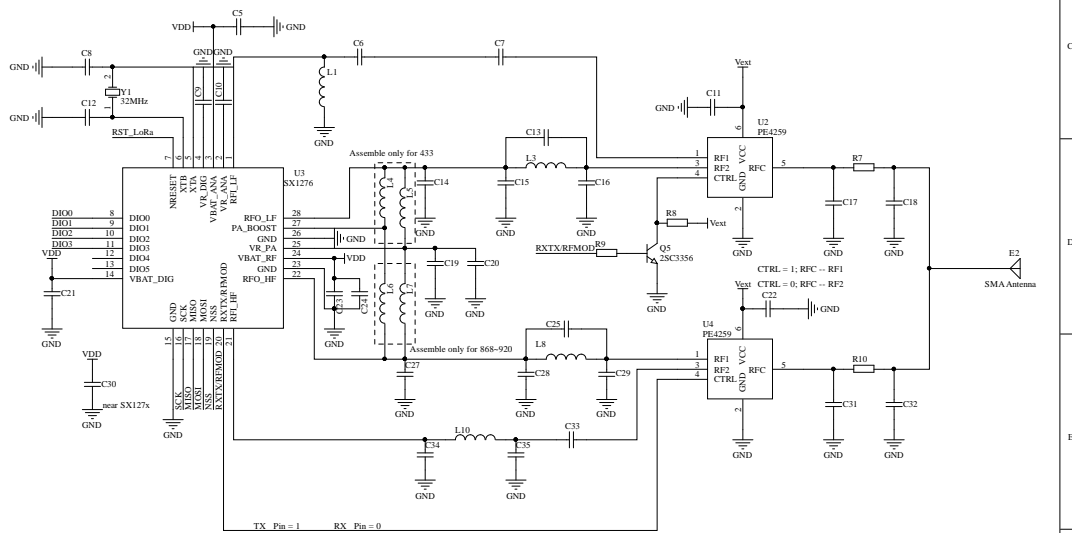 C5
VDD
GND
C
C8
GND
GND GND
C6
C7
2
Y1
32MHz
1
C9
C10
L1
Vext
C12
GND
GND
C11
GND
RST_LoRa
C13
U2
PE4259
6
Assemble only for 433
7
6
5
4
3
2
1
NRESET
XTB
XTA
VR_DIG
VBAT_ANA
VR_ANA
RFI_LF
U3
SX1276
L4
L5
C14
L3
C15
C16
1
3
4
RF1
RF2
CTRL
VCC
GND
RFC
5
2
R7
C17
C18
DIO0
DIO1
DIO2
DIO3
VDD
8
9
10
11
12
13
14
DIO0
DIO1
DIO2
DIO3
DIO4
DIO5
VBAT_DIG
RFO_LF
PA_BOOST
GND
VR_PA
VBAT_RF
GND
RFO_HF
28
27
26
25
24
23
22
GND
VDD
GND
GND
GND
R8
Vext
RXTX/RFMOD
R9
Q5
2SC3356
GND
GND
GND
GND
D
E2
SMA Antenna
C19
C20
C21
GND
C23
C24
GND
L6
L7
GND
GND
CTRL = 1; RFC -- RF1
CTRL = 0; RFC -- RF2
Vext
C22
GND
GND
SCK
MISO
MOSI
NSS
RXTX/RFMOD
RFI_HF
15
16
17
18
19
20
21
SCK
MISO
MOSI
NSS
RXTX/RFMOD
GND
VDD
C30
near SX127x
GND
Assemble only for 868~920
C25
L8
C27
C28
C29
GND
GND
GND
U4
PE4259
6
1
3
4
RF1
RF2
CTRL
VCC
GND
RFC
5
2
R10
C31
C32
GND
GND
GND
L10
C33
C34
C35
GND
GND
E
TX Pin = 1
RX Pin = 0